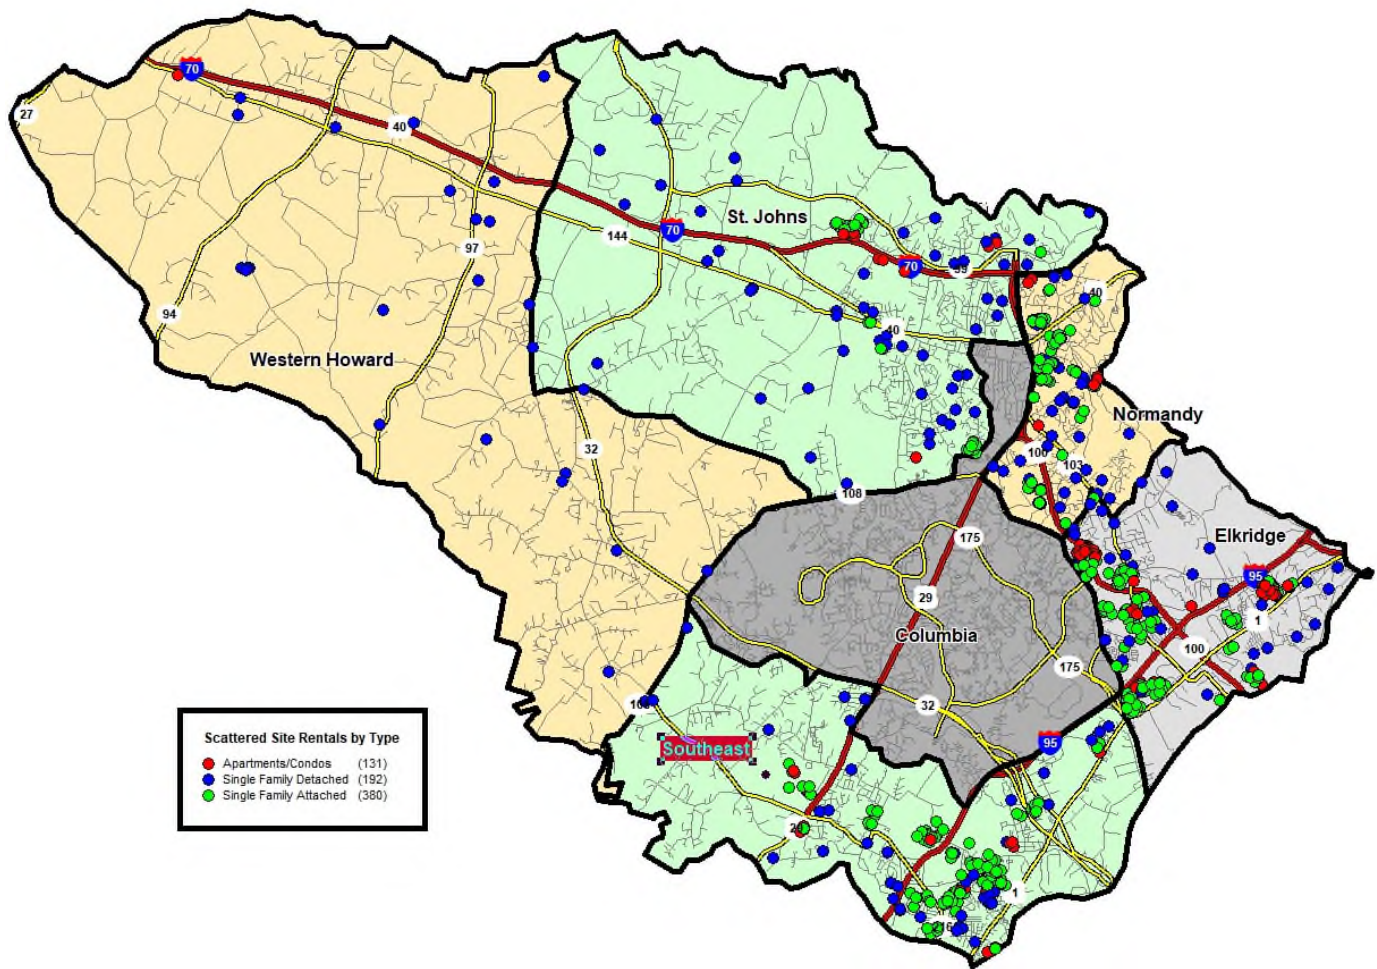 70
27
40
St. Johns
144
70
97
70
40
94
40
Western Howard
Normandy
32
100
103
108
175
Elkridge
95
29
1
Columbia
100
175
32
Southeast
95
Scattered Site Rentals by Type
Apartments/Condos (131)
Single Family Detached (192)
Single Family Attached (380)
1
216